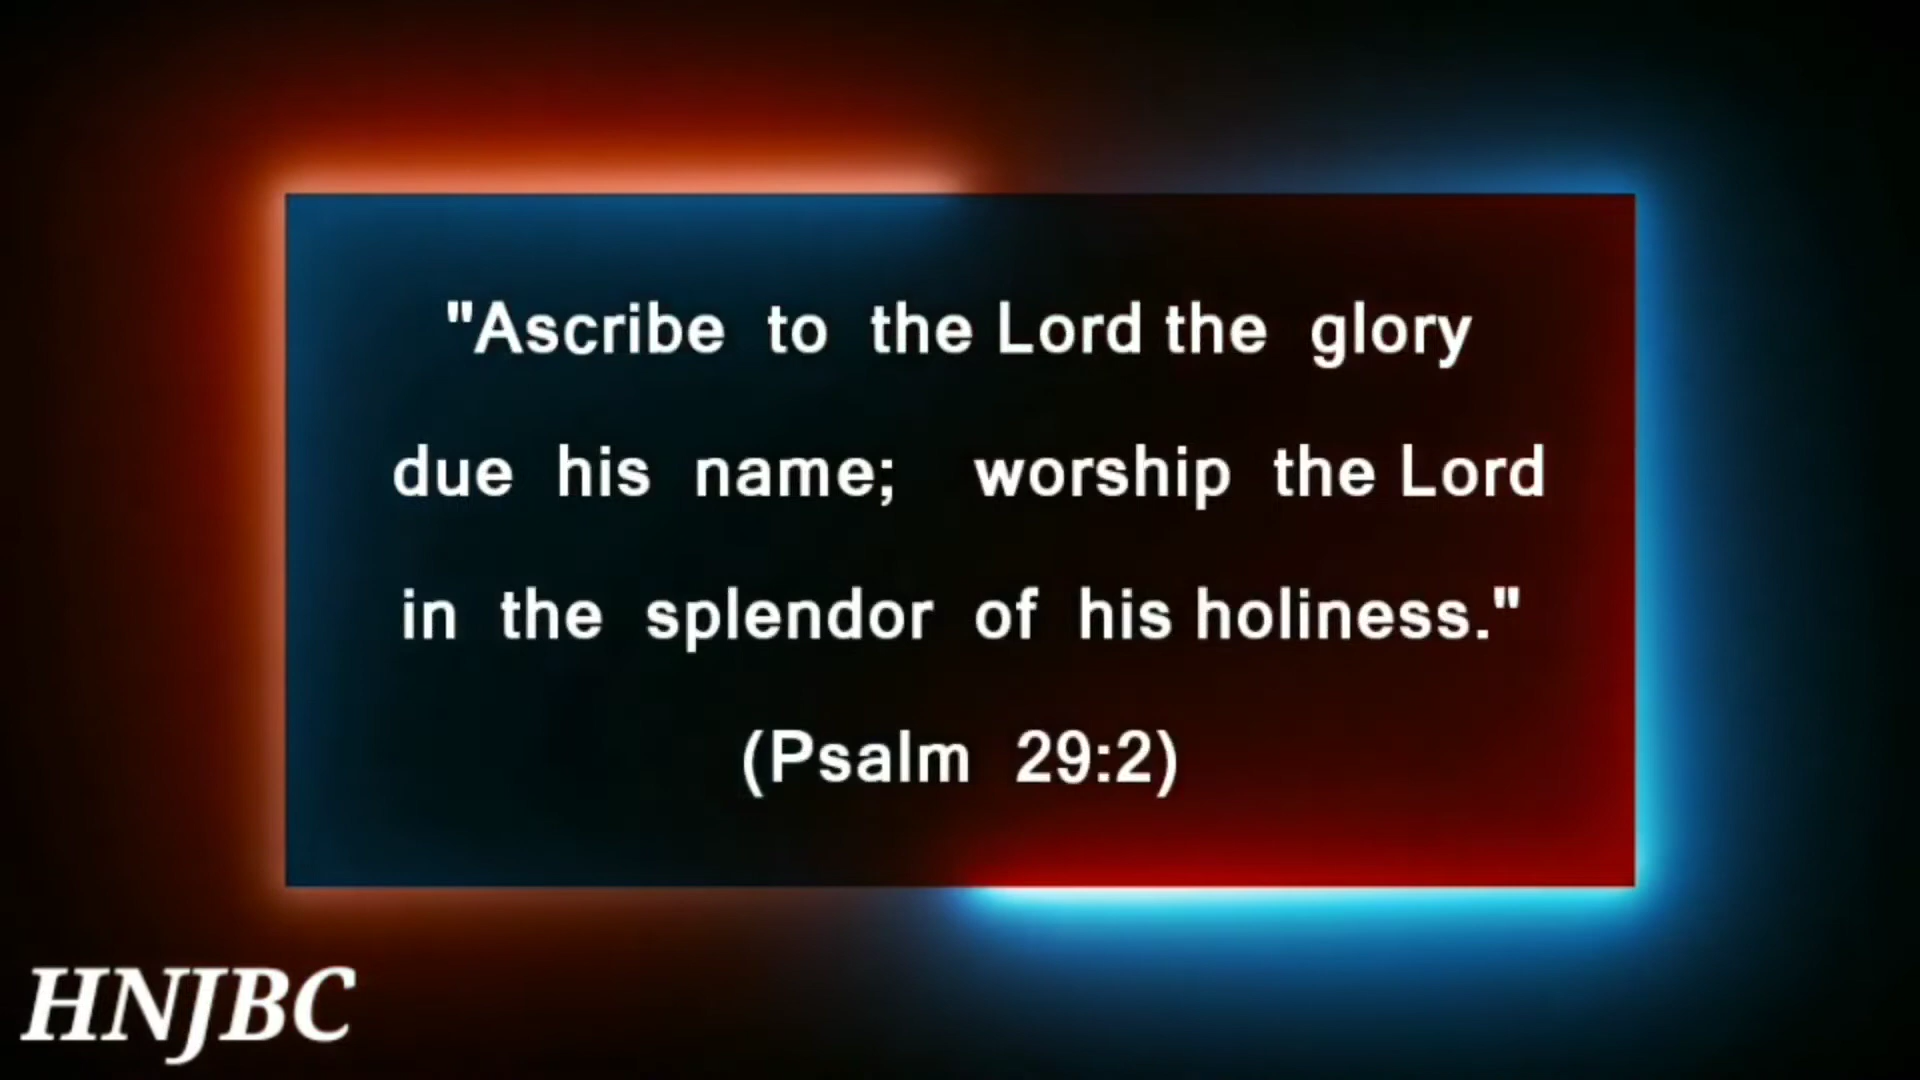 "Ascribe to the Lord the glory
due his name; worship the Lord
in the splendor of his holiness."
(Psalm 29:2)
HNJBC